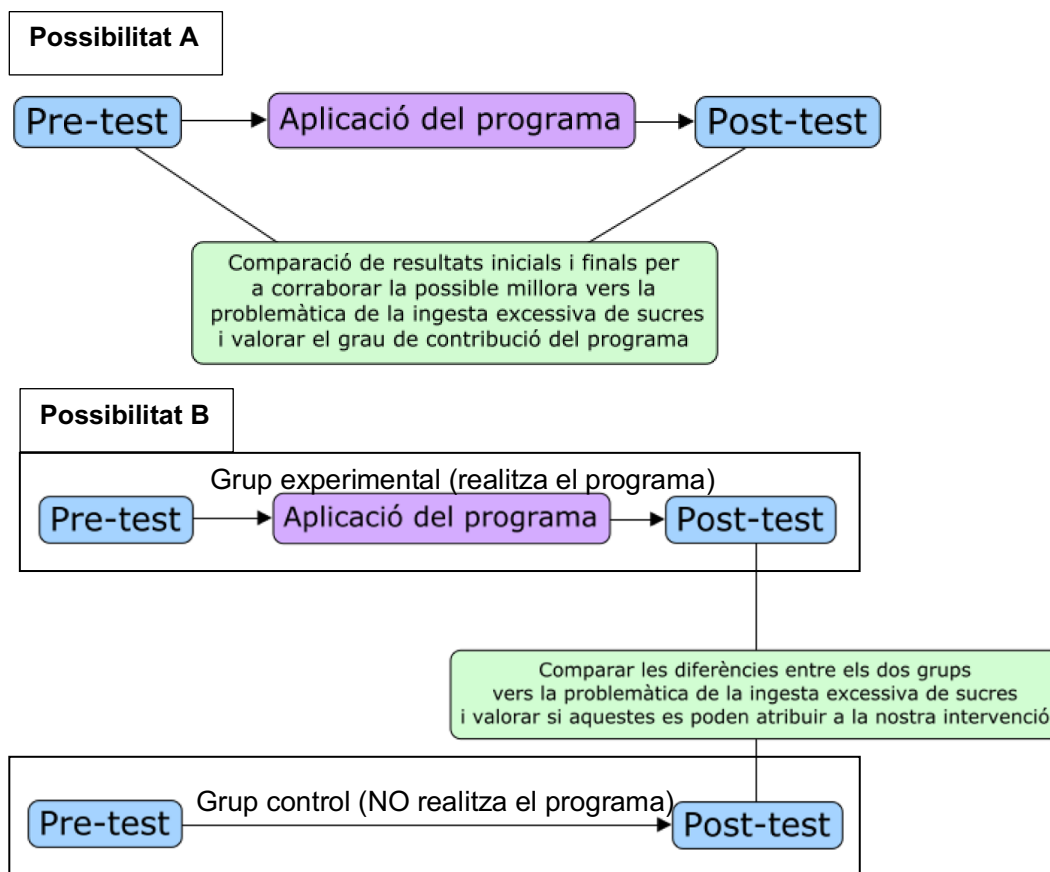 Possibilitat A
Pre-test
Aplicació del programa
Post-test
Comparació de resultats inicials i finals per
a corraborar la possible millora vers la
problemàtica de la ingesta excessiva de sucres
i valorar el grau de contribució del programa
Possibilitat B
Grup experimental (realitza el programa)
Pre-test
Aplicació del programa
Post-test
Comparar les diferències entre els dos grups
vers la problemàtica de la ingesta excessiva de sucres
i valorar si aquestes es poden atribuir a la nostra intervenció
Grup control (NO realitza el programa)
Pre-test
Post-test